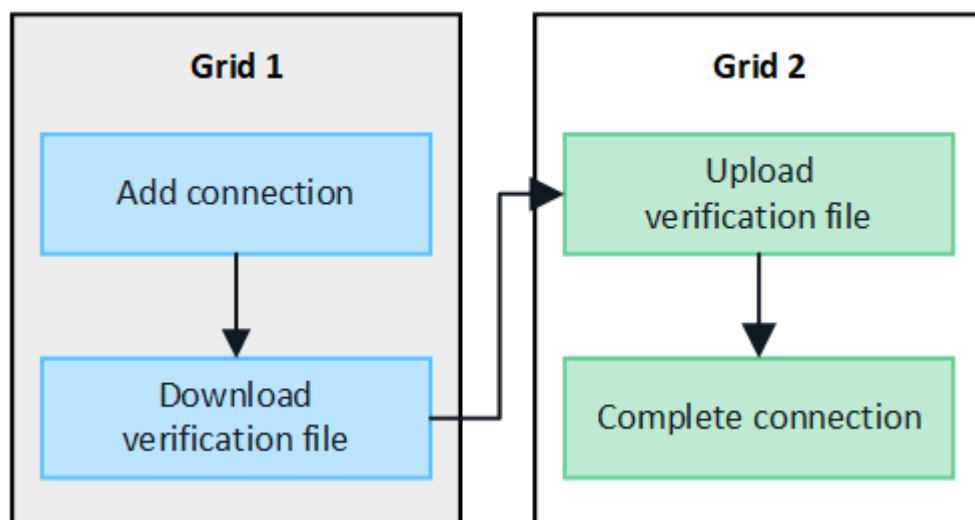 Grid 1
Add connection
Download
verification file
Grid 2
Upload
verification file
Complete connection